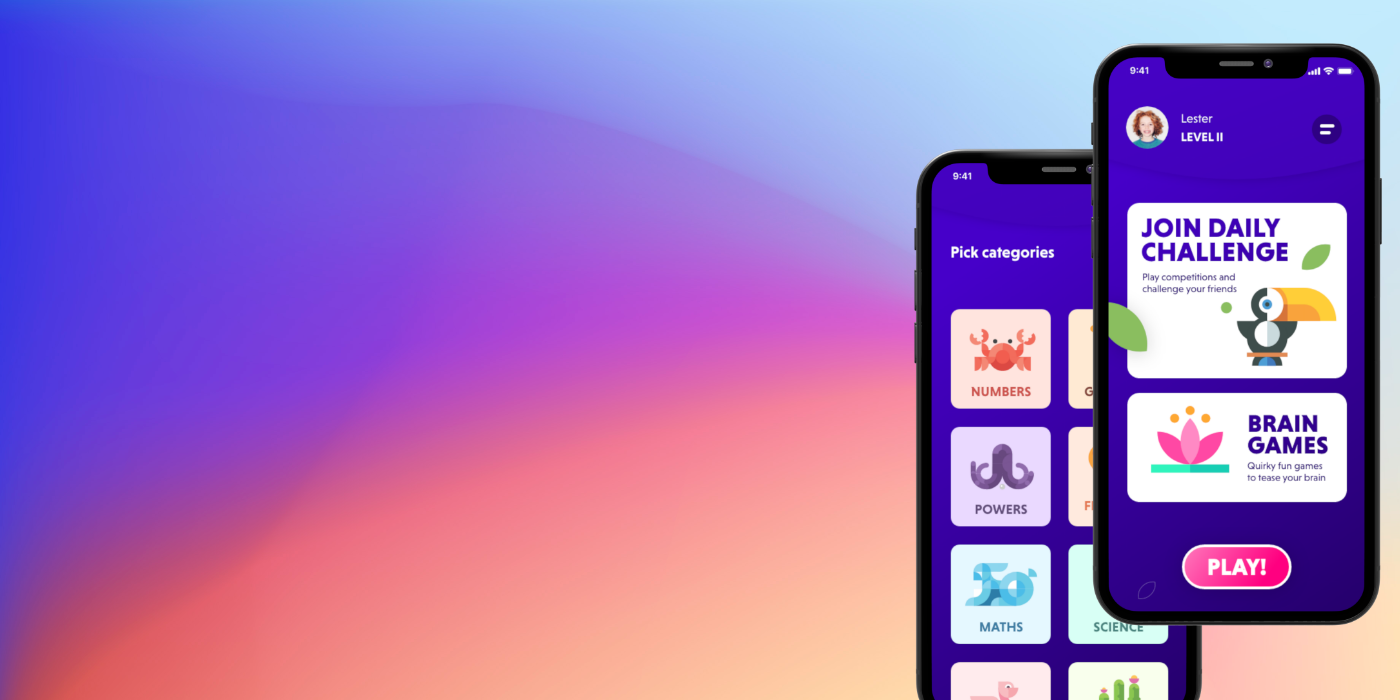 9:41
Lester
LEVEL II
JOIN DAILY
CHALLENGE
Play competitions and
challenge your friends
BRAIN
GAMES
Quirky fun games
to tease your brain
PLAY!
9:41
Pick categories
NUMBERS
POWERS
MATHS
SCIENCE